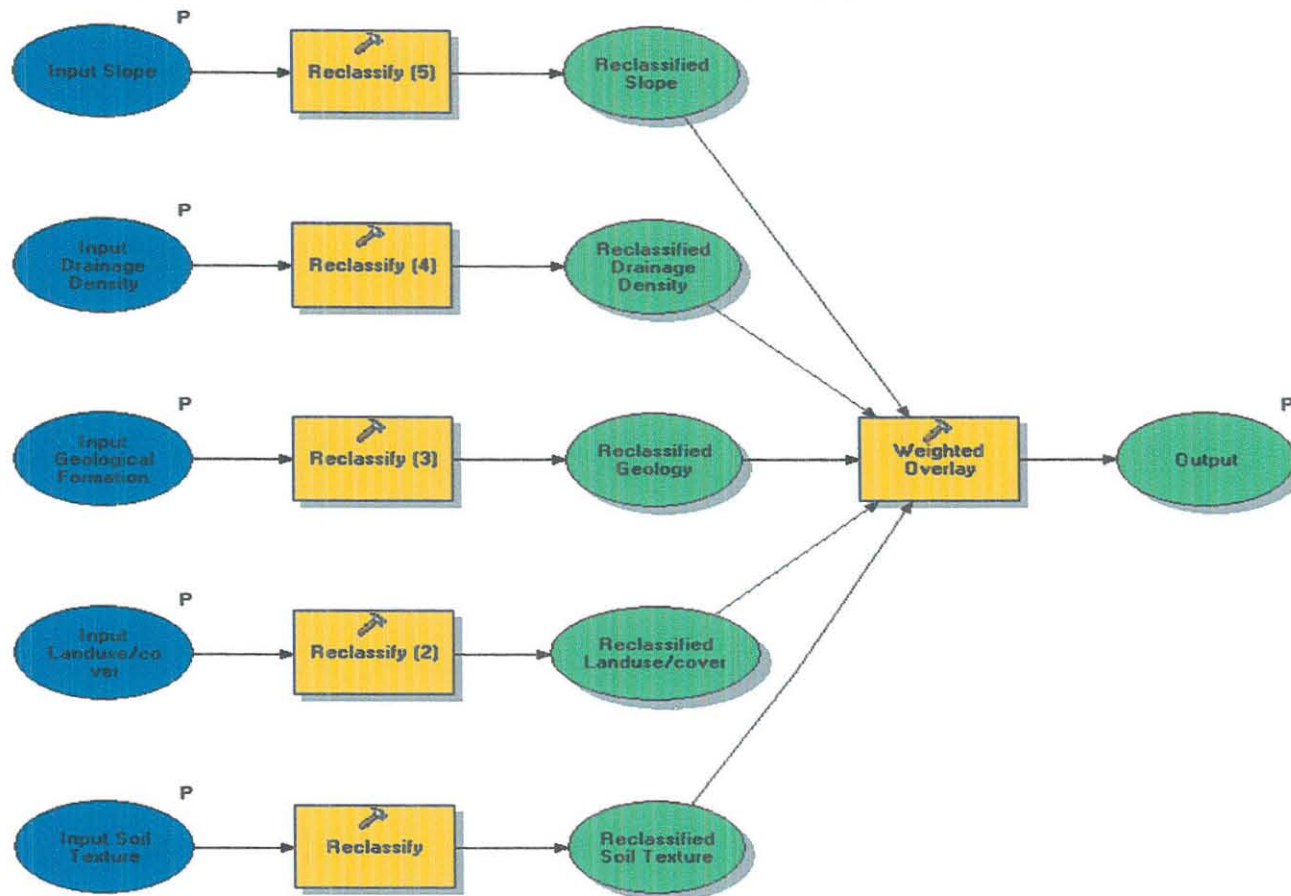 P
Input Slope
Reclassify (5)
Reclassified
Slope
P
Input
Drainage
Density
Reclassify (4)
Reclassified
Drainage
Density
P
Input
Geological
Formation
Reclassify (3)
Reclassified
Geology
Weighted
Overlay
P
Output
P
Input
Landuse/co
ver
Reclassify (2)
Reclassified
Landuse/cover
P
Input Soil
Texture
Reclassify
Reclassified
Soil Texture